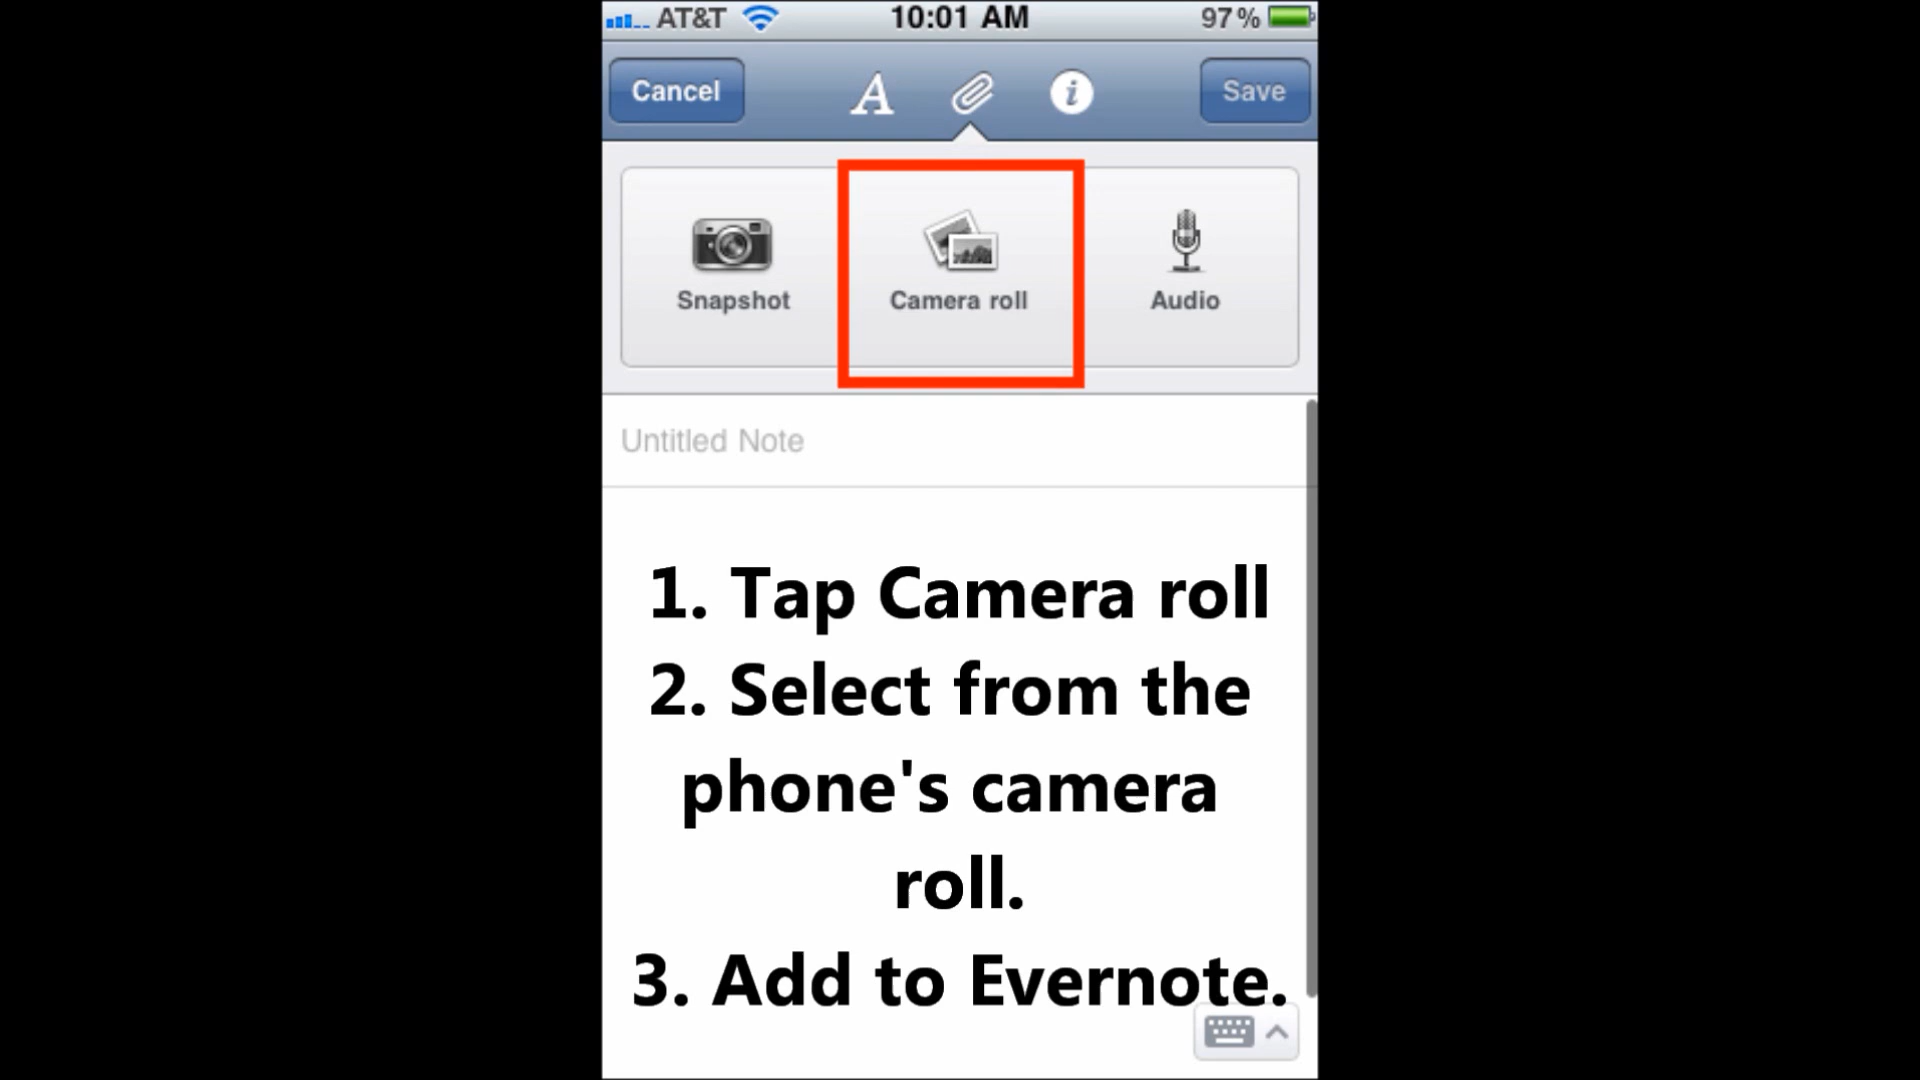 AT&T 10:01 AM 97%
Cancel A i Save
Snapshot Camera roll Audio
Untitled Note
1. Tap Camera roll
2. Select from the
phone's camera
roll.
3. Add to Evernote.